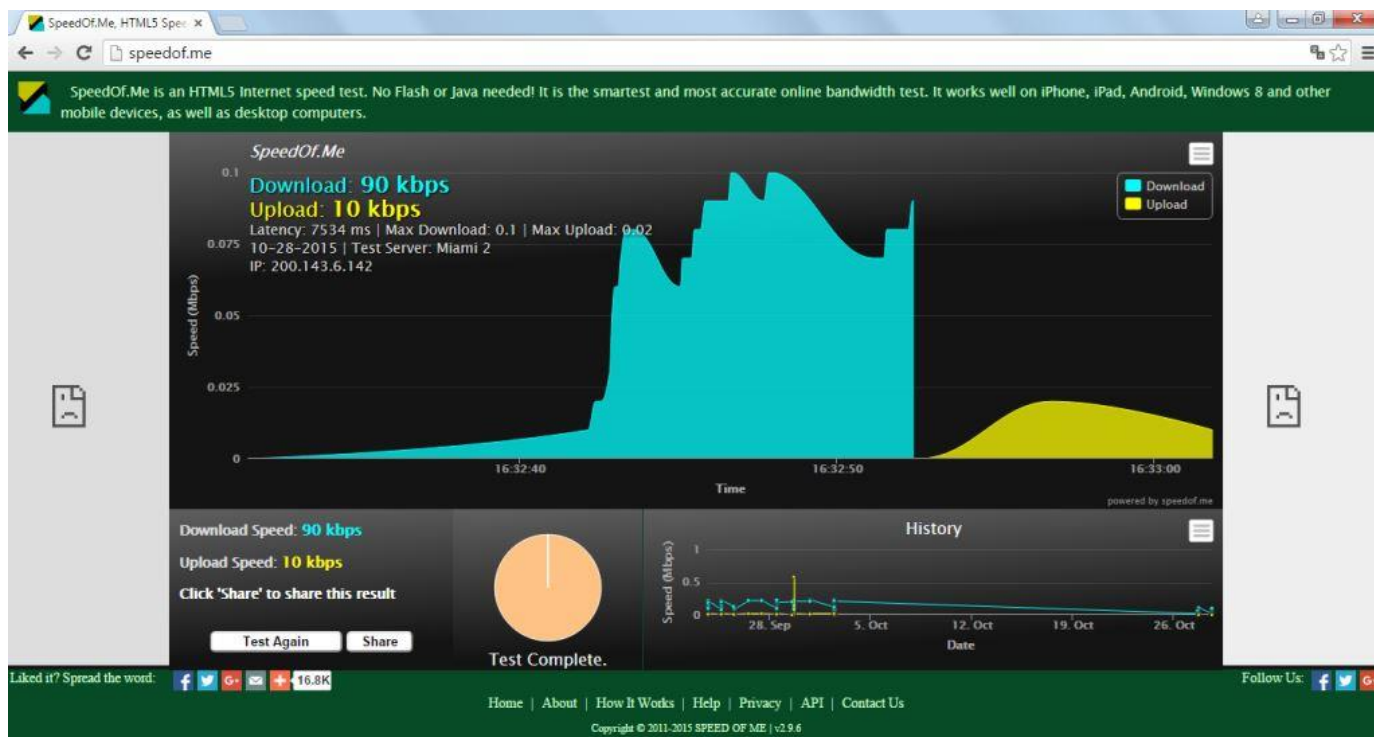 SpeedOf.Me, HTML5 Spee
speedof.me
SpeedOf.Me is an HTML5 Internet speed test. No Flash or Java needed! It is the smartest and most accurate online bandwidth test. It works well on iPhone, iPad, Android, Windows 8 and other
mobile devices, as well as desktop computers.
SpeedOf.Me
Download: 90 kbps
Upload: 10 kbps
Latency: 7534 ms | Max Download: 0.1 | Max Upload: 0.02
10-28-2015 | Test Server: Miami 2
IP: 200.143.6.142
Download
Upload
Speed (Mbps)
0.1
0.075
0.05
0.025
0
16:32:40 16:32:50 16:33:00
Time
powered by speedof.me
Download Speed: 90 kbps
Upload Speed: 10 kbps
Click 'Share' to share this result
Test Again Share
Test Complete.
History
Speed (Mbps)
1
0.5
0
28. Sep 5. Oct 12. Oct 19. Oct 26. Oct
Date
Liked it? Spread the word: 16.8K
Follow Us:
Home | About | How It Works | Help | Privacy | API | Contact Us
Copyright © 2011-2015 SPEED OF ME | v2.9.6